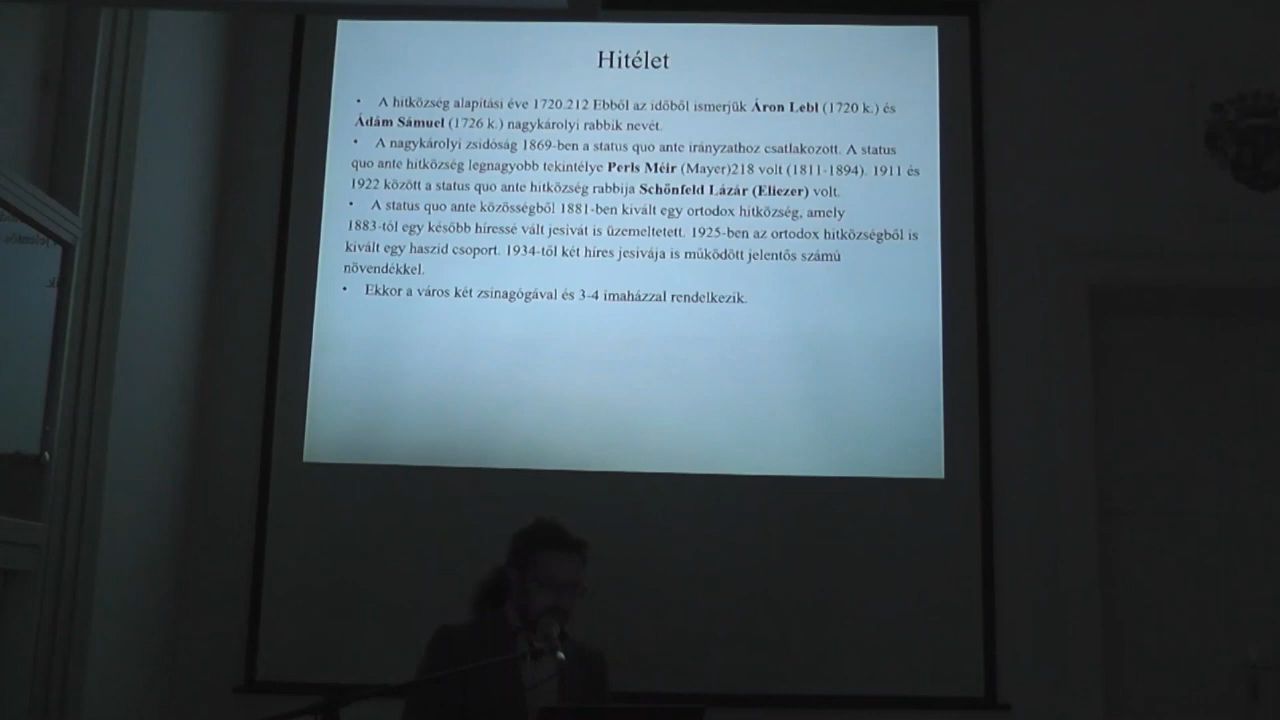 Hitélet
• A hitközség alapítási éve 1720.212 Ebből az időből ismerjük Áron Lebl (1720 k.) és
Ádám Sámuel (1726 k.) nagykárolyi rabbik nevét.
• A nagykárolyi zsidóság 1869-ben a status quo ante irányzathoz csatlakozott. A status
quo ante hitközség legnagyobb tekintélye Perls Méir (Mayer)218 volt (1811-1894). 1911 és
1922 között a status quo ante hitközség rabbija Schönfeld Lázár (Eliezer) volt.
• A status quo ante közösségből 1881-ben kivált egy ortodox hitközség, amely
1883-tól egy később híressé vált jesivát is üzemeltetett. 1925-ben az ortodox hitközségből is
kivált egy haszid csoport. 1934-től két híres jesivája is működött jelentős számú
növendékkel.
• Ekkor a város két zsinagógával és 3-4 imaházzal rendelkezik.